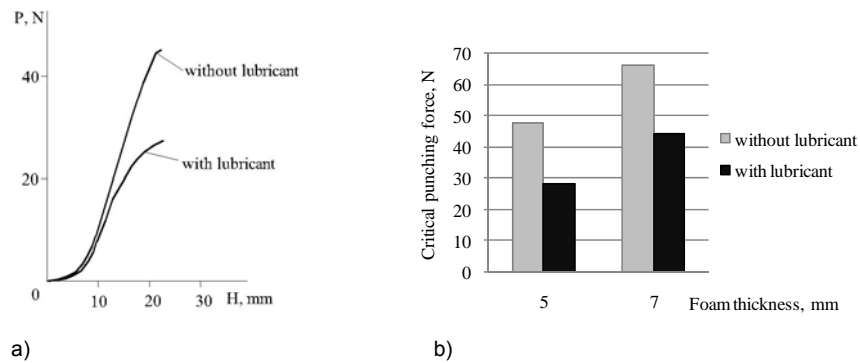 P, N
40
20
0
10
20
30
H, mm
without lubricant
with lubricant
a)
Critical punching force, N
70
60
50
40
30
20
10
0
5
7
Foam thickness, mm
without lubricant
with lubricant
b)